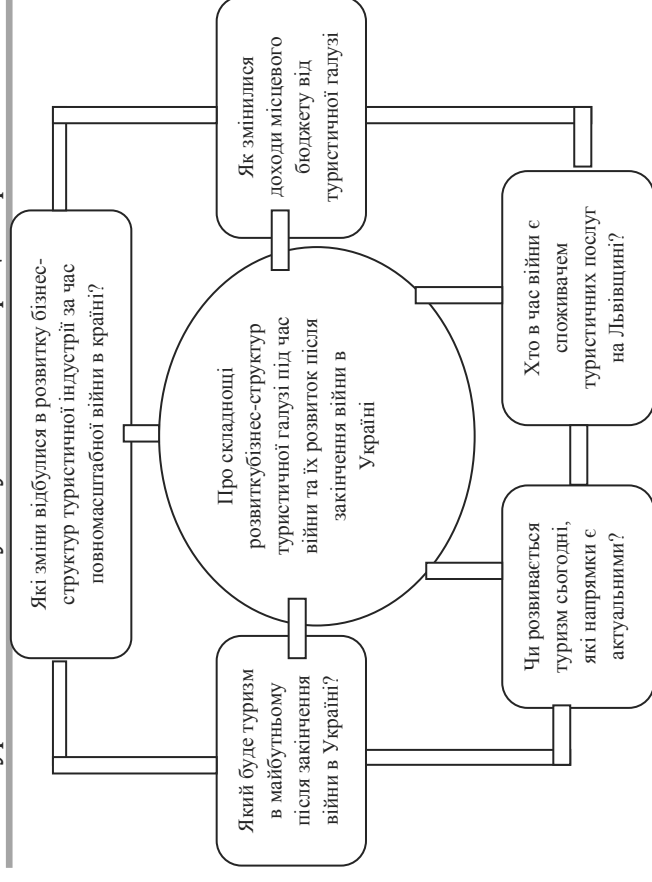 Які зміни відбулися в розвитку бізнес-
структур туристичної індустрії за час
повномасштабної війни в країні?
Як змінилися
доходи місцевого
бюджету від
туристичної галузі
Хто в час війни є
споживачем
туристичних послуг
на Львівщині?
Чи розвивається
туризм сьогодні,
які напрямки є
актуальними?
Який буде туризм
в майбутньому
після закінчення
війни в Україні?
Про складнощі
розвиткубізнес-структур
туристичної галузі під час
війни та їх розвиток після
закінчення війни в
Україні